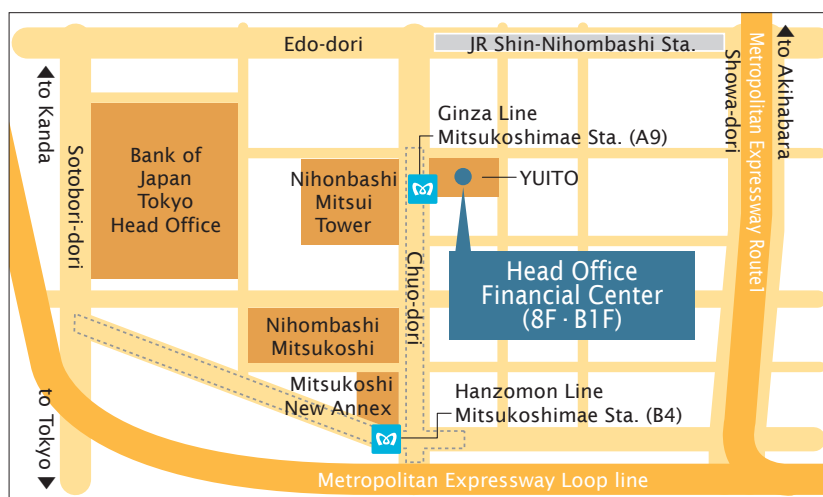 Edo-dori
JR Shin-Nihombashi Sta.
to Kanda
Sotobori-dori
Bank of
Japan
Tokyo
Head Office
Nihonbashi
Mitsui
Tower
Ginza Line
Mitsukoshimae Sta. (A9)
YUITO
Showa-dori
Metropolitan Expressway Route1
to Akihabara
Chuo-dori
Head Office
Financial Center
(8F · B1F)
Nihombashi
Mitsukoshi
Mitsukoshi
New Annex
Hanzomon Line
Mitsukoshimae Sta. (B4)
to Tokyo
Metropolitan Expressway Loop line